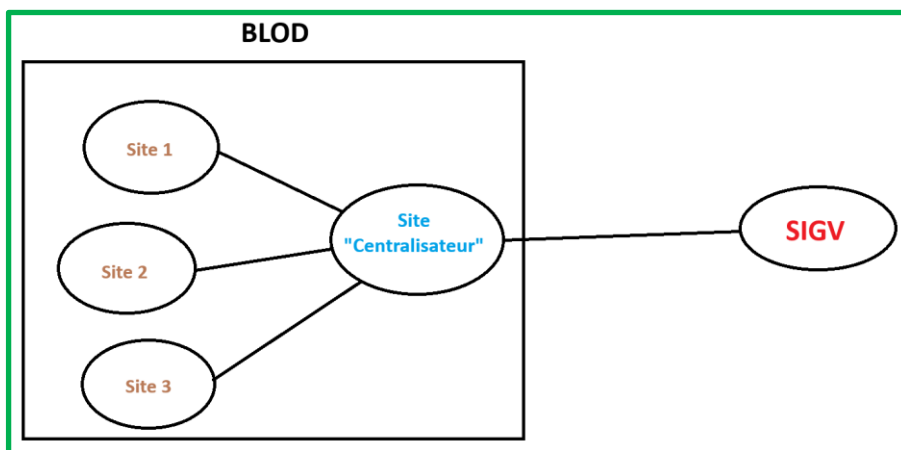 BLOD
Site 1
Site
"Centralisateur"
SIGV
Site 2
Site 3